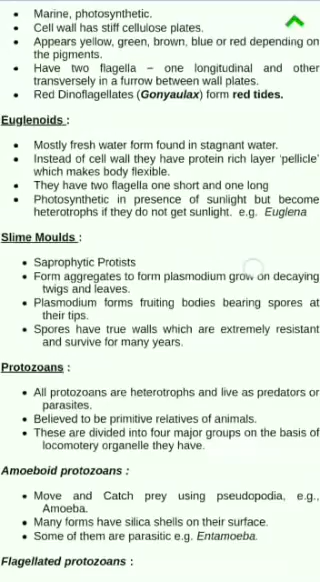 Marine, photosynthetic.
Cell wall has stiff cellulose plates.
Appears yellow, green, brown, blue or red depending on
the pigments.
Have two flagella – one longitudinal and other
transversely in a furrow between wall plates.
Red Dinoflagellates (Gonyaulax) form red tides.
Euglenoids :
Mostly fresh water form found in stagnant water.
Instead of cell wall they have protein rich layer 'pellicle'
which makes body flexible.
They have two flagella one short and one long
Photosynthetic in presence of sunlight but become
heterotrophs if they do not get sunlight. e.g. Euglena
Slime Moulds :
Saprophytic Protists
Form aggregates to form plasmodium grow on decaying
twigs and leaves.
Plasmodium forms fruiting bodies bearing spores at
their tips.
Spores have true walls which are extremely resistant
and survive for many years.
Protozoans :
All protozoans are heterotrophs and live as predators or
parasites.
Believed to be primitive relatives of animals.
These are divided into four major groups on the basis of
locomotery organelle they have.
Amoeboid protozoans :
Move and Catch prey using pseudopodia, e.g.,
Amoeba.
Many forms have silica shells on their surface.
Some of them are parasitic e.g. Entamoeba.
Flagellated protozoans :